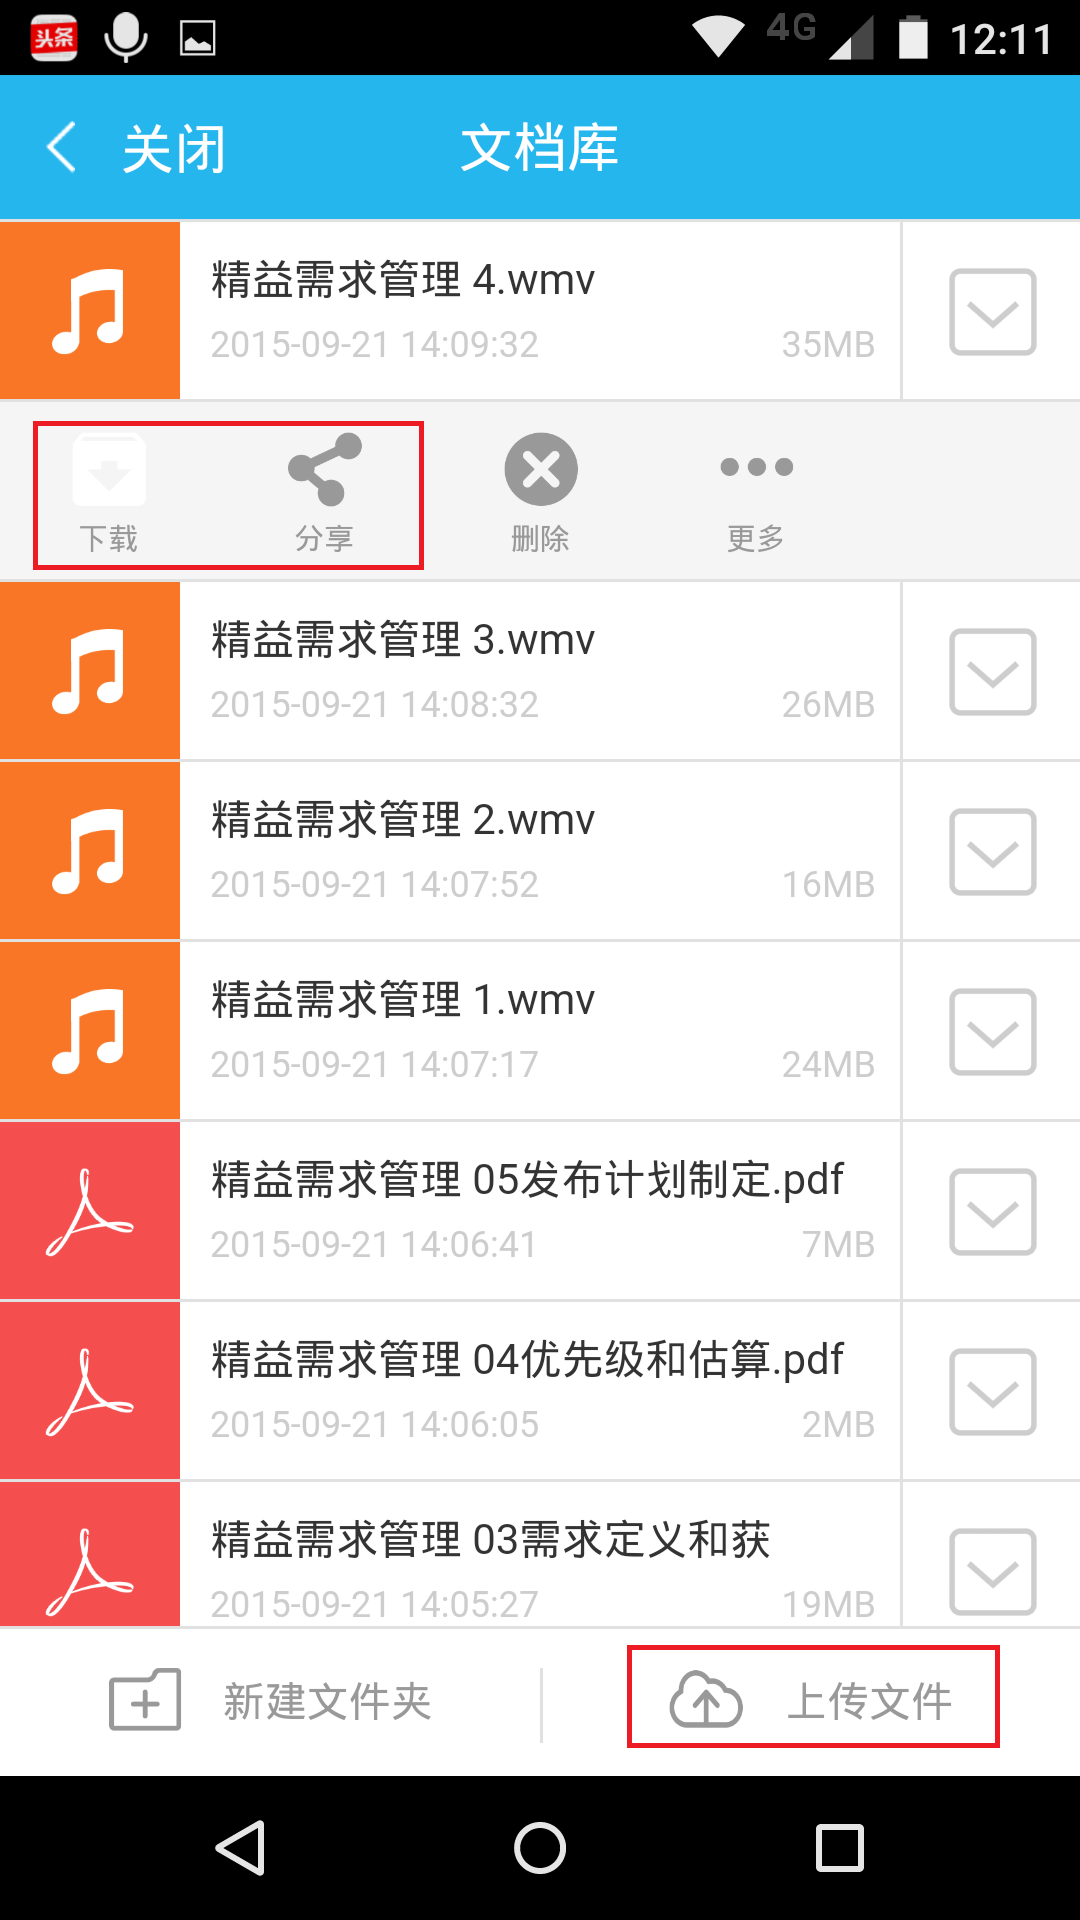 头条
4G
12:11
关闭
文档库
精益需求管理 4.wmv
2015-09-21 14:09:32
35MB
下载
分享
删除
更多
精益需求管理 3.wmv
2015-09-21 14:08:32
26MB
精益需求管理 2.wmv
2015-09-21 14:07:52
16MB
精益需求管理 1.wmv
2015-09-21 14:07:17
24MB
精益需求管理 05发布计划制定.pdf
2015-09-21 14:06:41
7MB
精益需求管理 04优先级和估算.pdf
2015-09-21 14:06:05
2MB
精益需求管理 03需求定义和获
2015-09-21 14:05:27
19MB
新建文件夹
上传文件